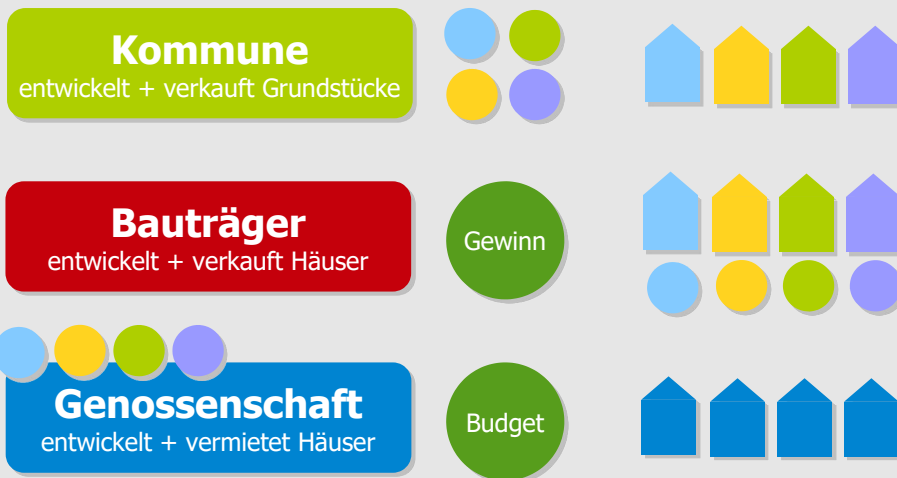 Kommune
entwickelt + verkauft Grundstücke
Bauträger
entwickelt + verkauft Häuser
Gewinn
Genossenschaft
entwickelt + vermietet Häuser
Budget